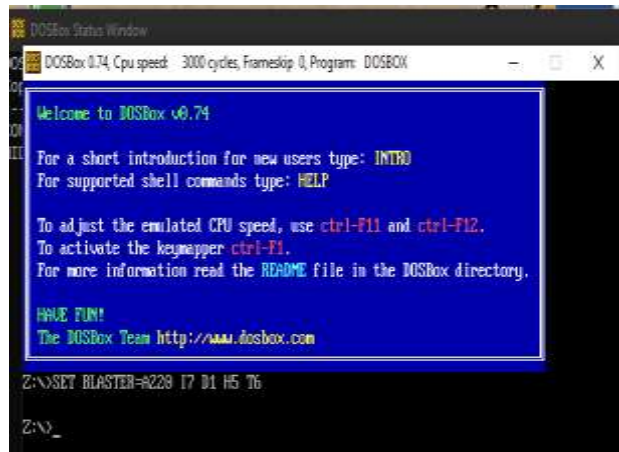 DOSBox Status Window
DOSBox 0.74, Cpu speed: 3000 cycles, Frameskip 0, Program: DOSBOX
Welcome to DOSBox v0.74
For a short introduction for new users type: INTRO
For supported shell commands type: HELP
To adjust the emulated CPU speed, use ctrl-F11 and ctrl-F12.
To activate the keymapper ctrl-F1.
For more information read the README file in the DOSBox directory.
HAVE FUN!
The DOSBox Team http://www.dosbox.com
Z:\>SET BLASTER=A220 I7 D1 H5 T6
Z:\>_